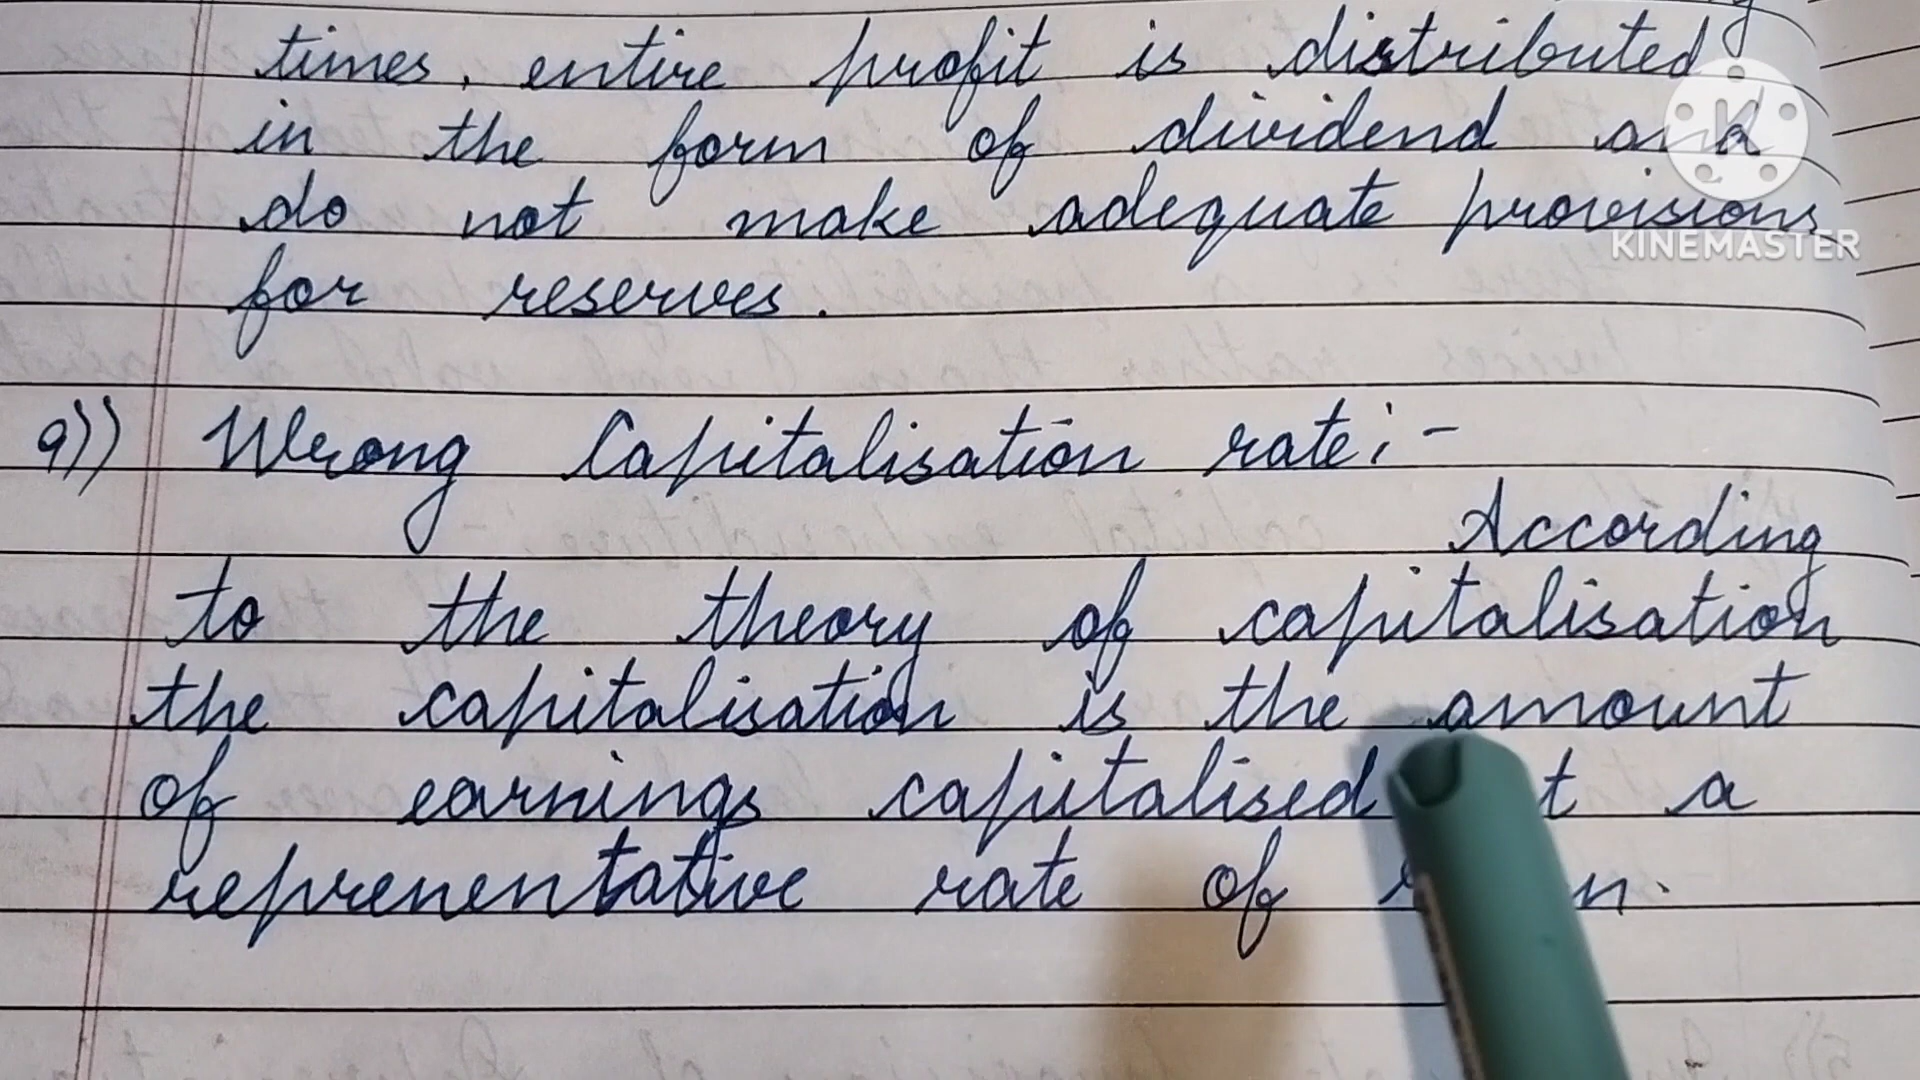 times, entire profit is distributed
in the form of dividend and
do not make adequate provisions
for reserves.
9)) Wrong Capitalisation rate:-
According
to the theory of capitalisation
the capitalisation is the amount
of earnings capitalised a
reprenentative rate of
K
KINEMASTER